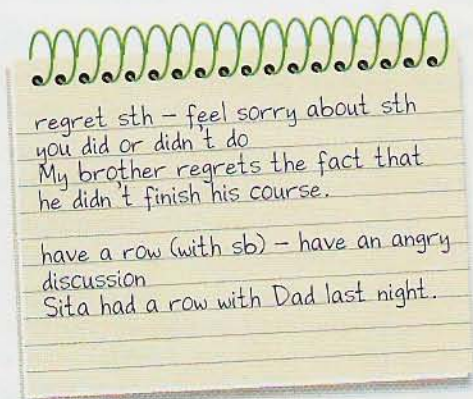 regret sth – feel sorry about sth
you did or didn't do
My brother regrets the fact that
he didn't finish his course.
have a row (with sb) – have an angry
discussion
Sita had a row with Dad last night.